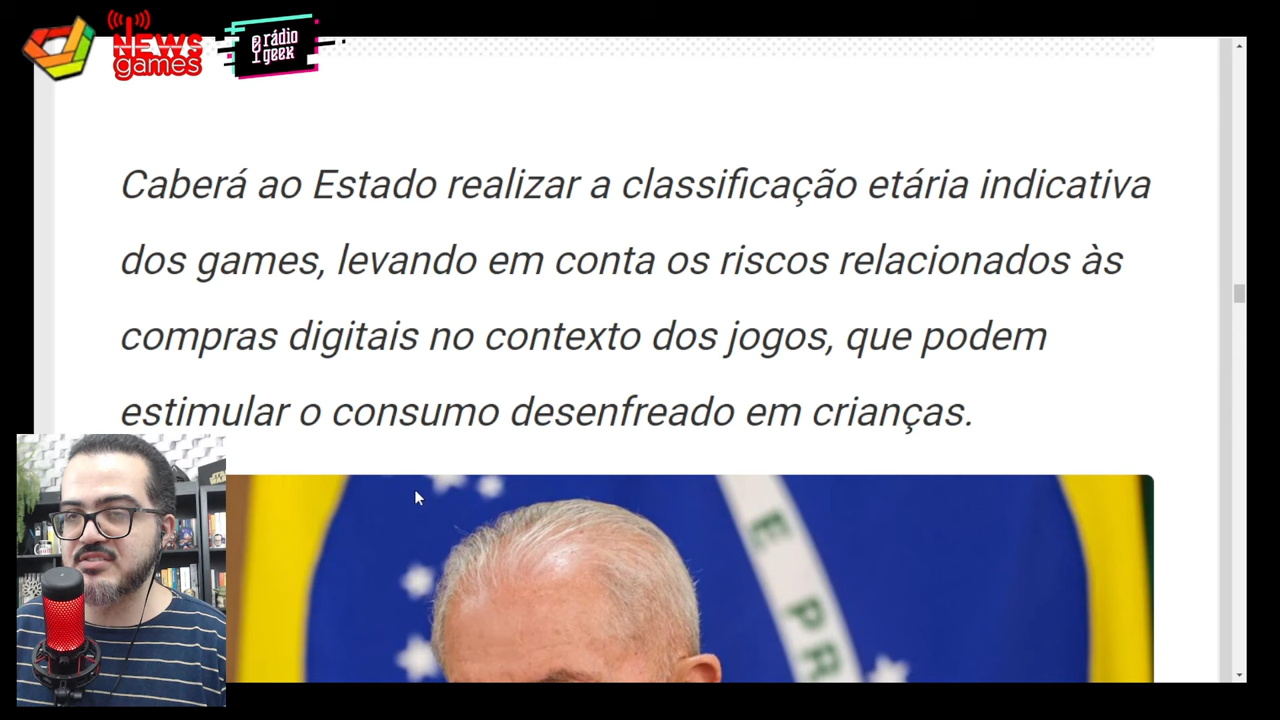 NEWS
games
rádio
geek
Caberá ao Estado realizar a classificação etária indicativa
dos games, levando em conta os riscos relacionados às
compras digitais no contexto dos jogos, que podem
estimular o consumo desenfreado em crianças.
E PR